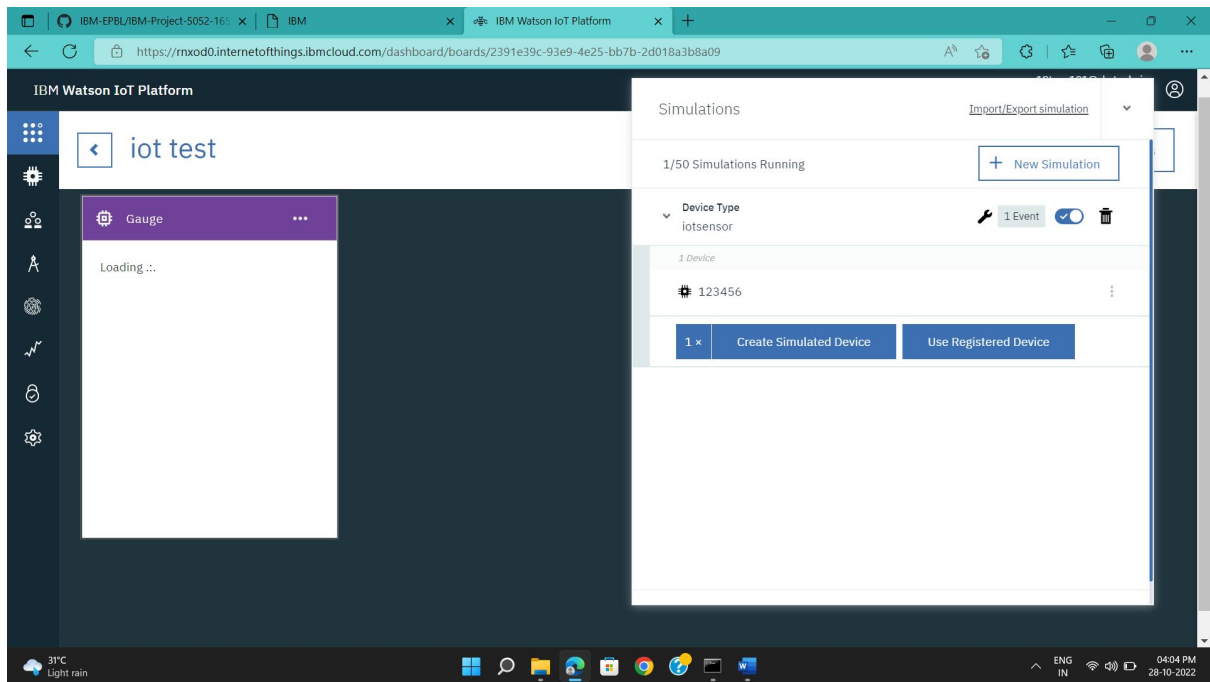 IBM-EPBL/IBM-Project-5052-165
IBM
IBM Watson IoT Platform
https://rnxod0.internetofthings.ibmcloud.com/dashboard/boards/2391e39c-93e9-4e25-bb7b-2d018a3b8a09
IBM Watson IoT Platform
iot test
Gauge
Loading .:.
Simulations
Import/Export simulation
1/50 Simulations Running
+ New Simulation
Device Type
iotsensor
1 Event
1 Device
123456
1 × Create Simulated Device Use Registered Device
31°C
Light rain
ENG
IN
04:04 PM
28-10-2022